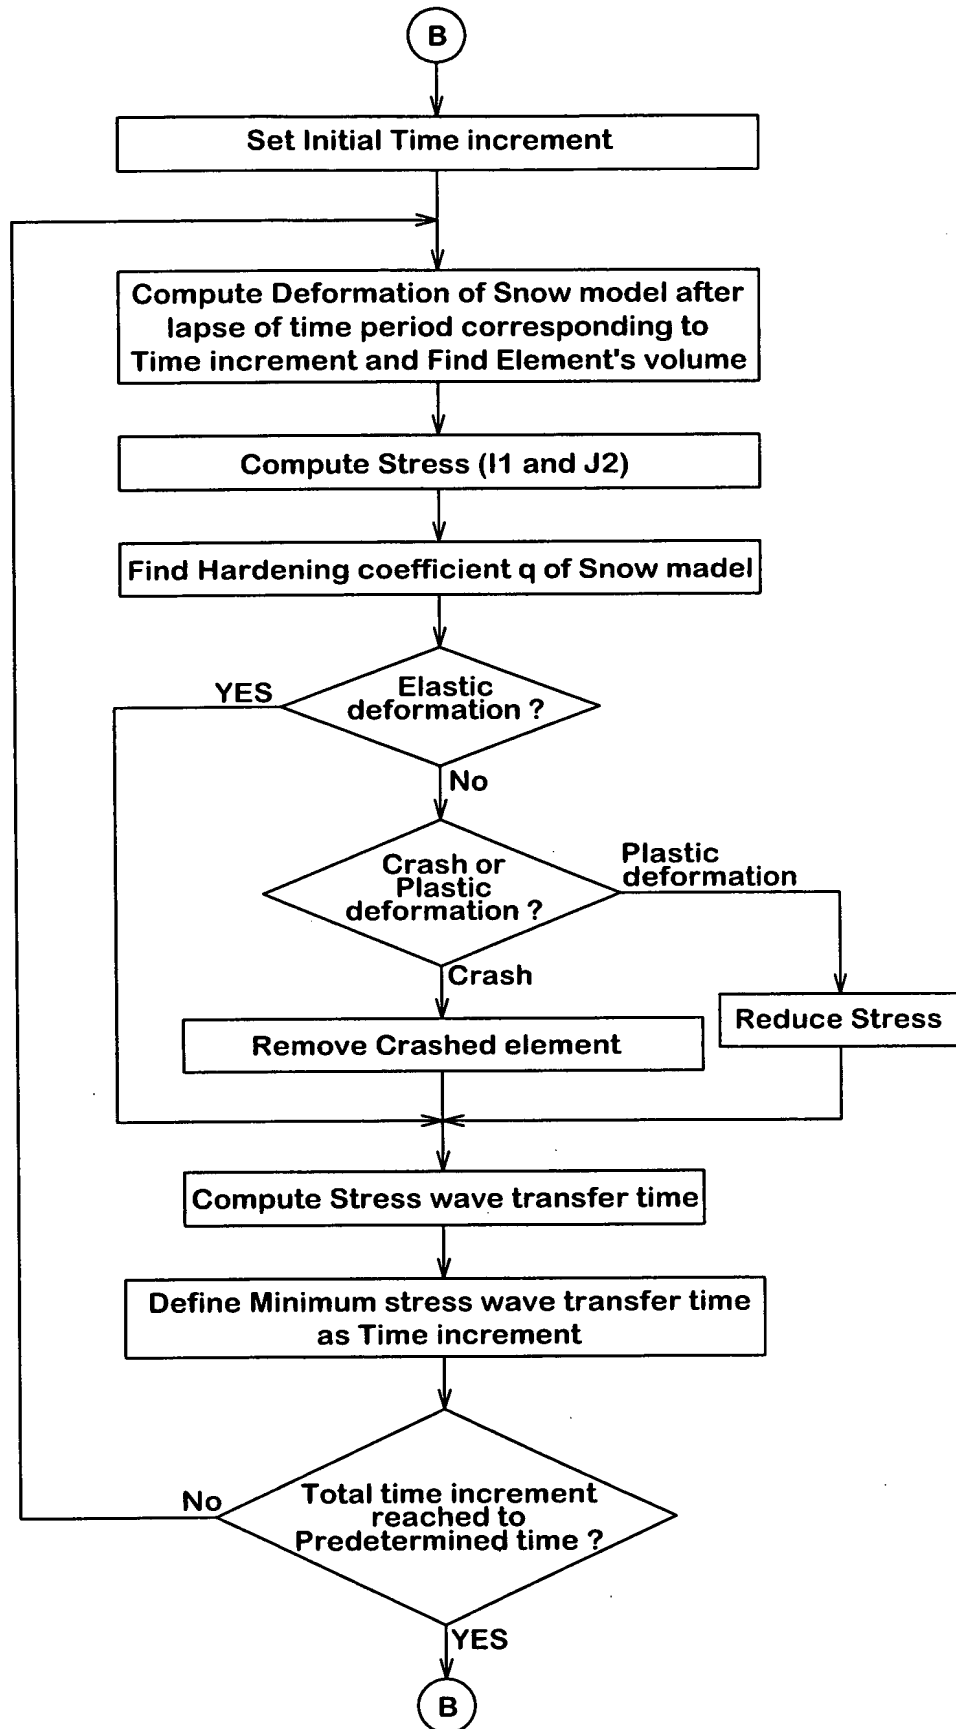 B
Set Initial Time increment
Compute Deformation of Snow model after
lapse of time period corresponding to
Time increment and Find Element's volume
Compute Stress (I1 and J2)
Find Hardening coefficient q of Snow madel
YES
Elastic
deformation ?
No
Crash or
Plastic
deformation ?
Plastic
deformation
Crash
Reduce Stress
Remove Crashed element
Compute Stress wave transfer time
Define Minimum stress wave transfer time
as Time increment
No
Total time increment
reached to
Predetermined time ?
YES
B